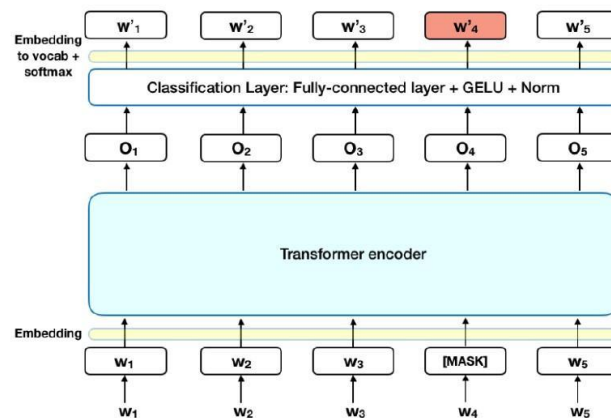 w'1 w'2 w'3 w'4 w'5
Embedding
to vocab +
softmax
Classification Layer: Fully-connected layer + GELU + Norm
O1 O2 O3 O4 O5
Transformer encoder
Embedding
W1 W2 W3 [MASK] W5
W1 W2 W3 W4 W5